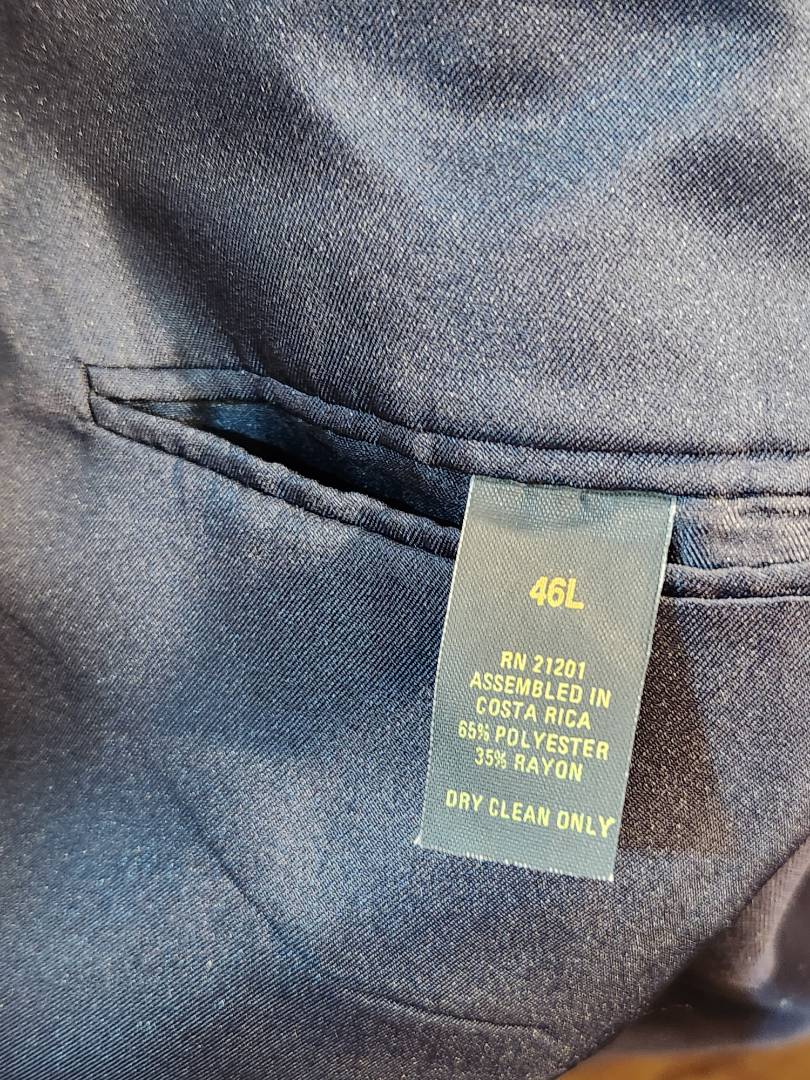 46L
RN 21201
ASSEMBLED IN
COSTA RICA
65% POLYESTER
35% RAYON
DRY CLEAN ONLY